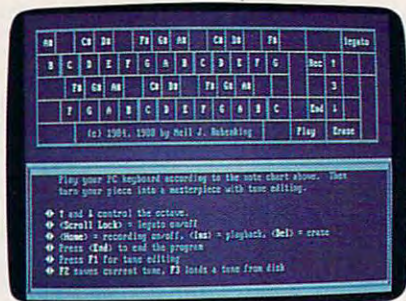 A# C# D# F# G# A# C# D# F# legato
B C D E F G A B C D E F G Rec ↑
F# G# A# C# D# F# G# A# 3
F G A B C D E F G A B C End ↓
(c) 1984, 1988 by Neil J. Rubenking Play Erase
Play your PC keyboard according to the note chart above. Then
turn your piece into a masterpiece with tune editing.
↑ and ↓ control the octave.
<Scroll Lock> = legato on/off
<Home> = recording on/off, <Ins> = playback, <Del> = erase
Press <End> to end the program
Press F1 for tune editing
F2 saves current tune, F3 loads a tune from disk